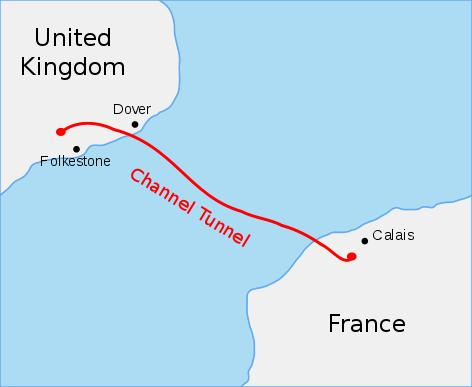 United
Kingdom
Dover
Folkestone
Channel Tunnel
Calais
France